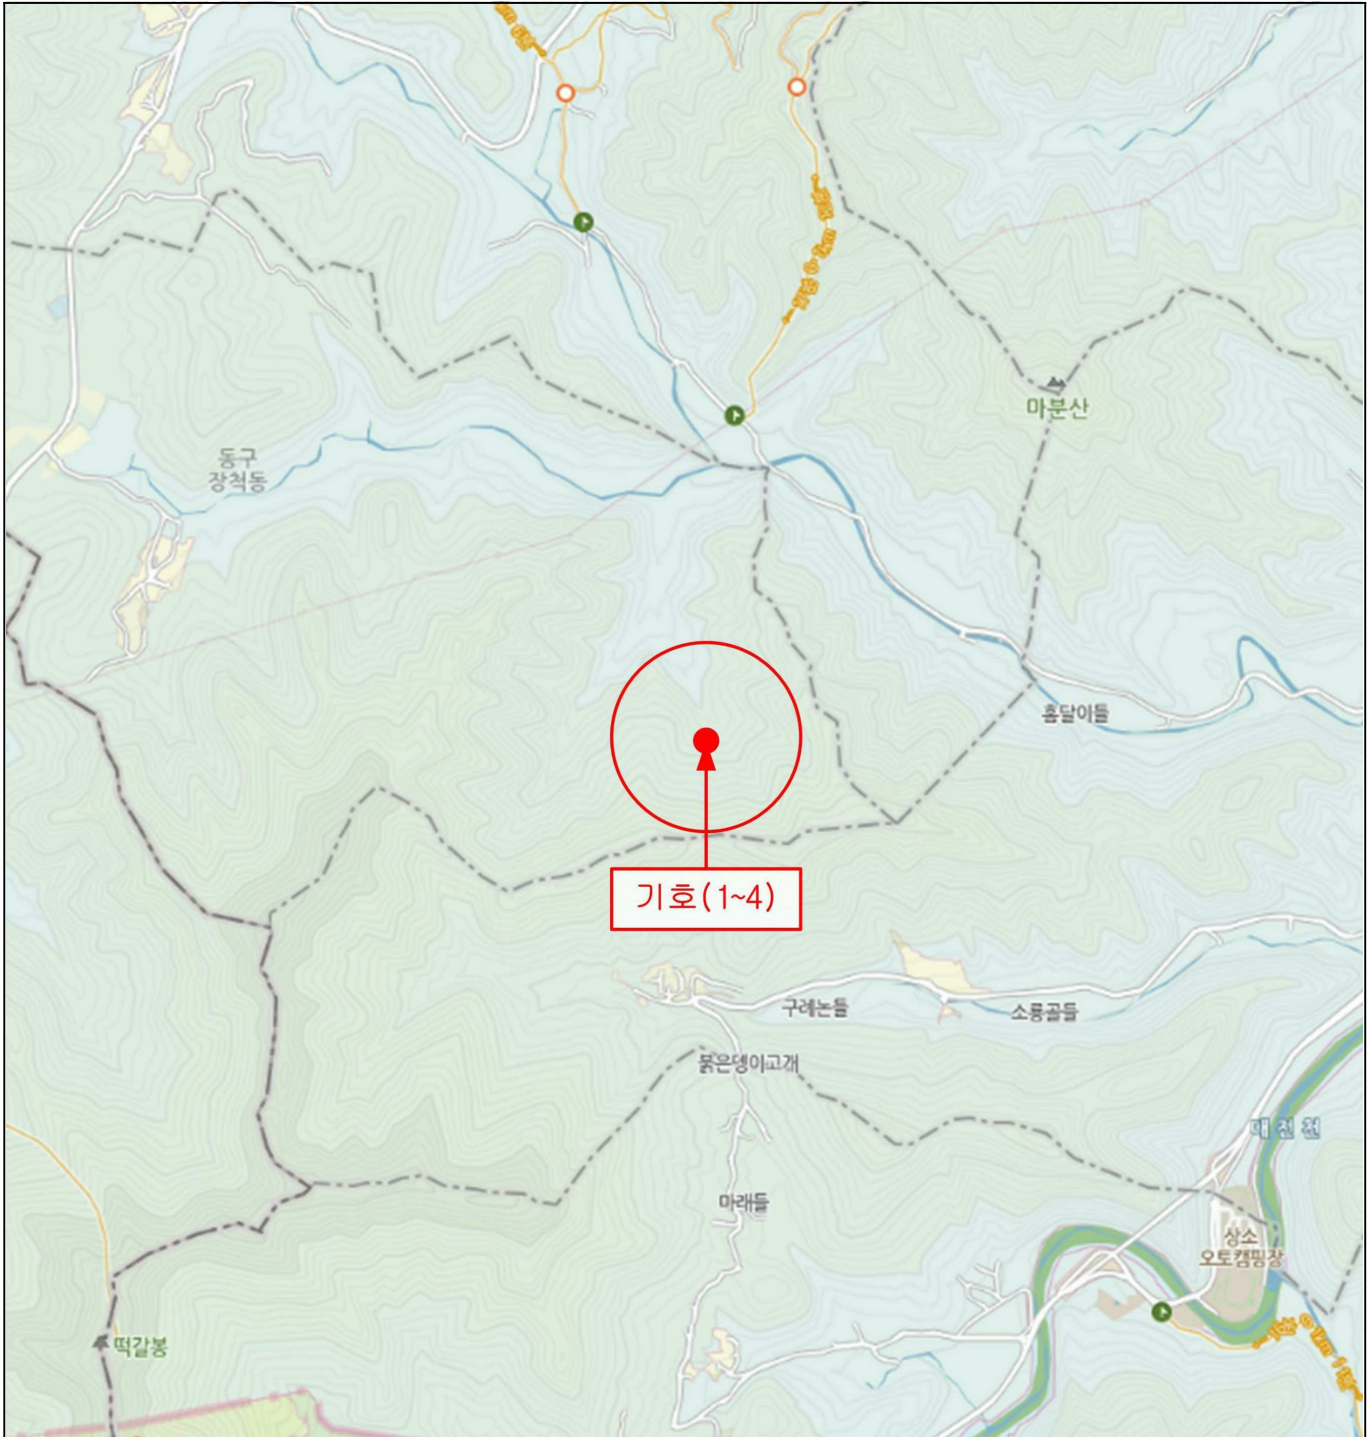 마분산
동구
장척동
흠달이들
기호(1~4)
구례논들
소룡골들
붉은뎅이고개
대전천
마래들
상소
오토캠핑장
떡갈봉